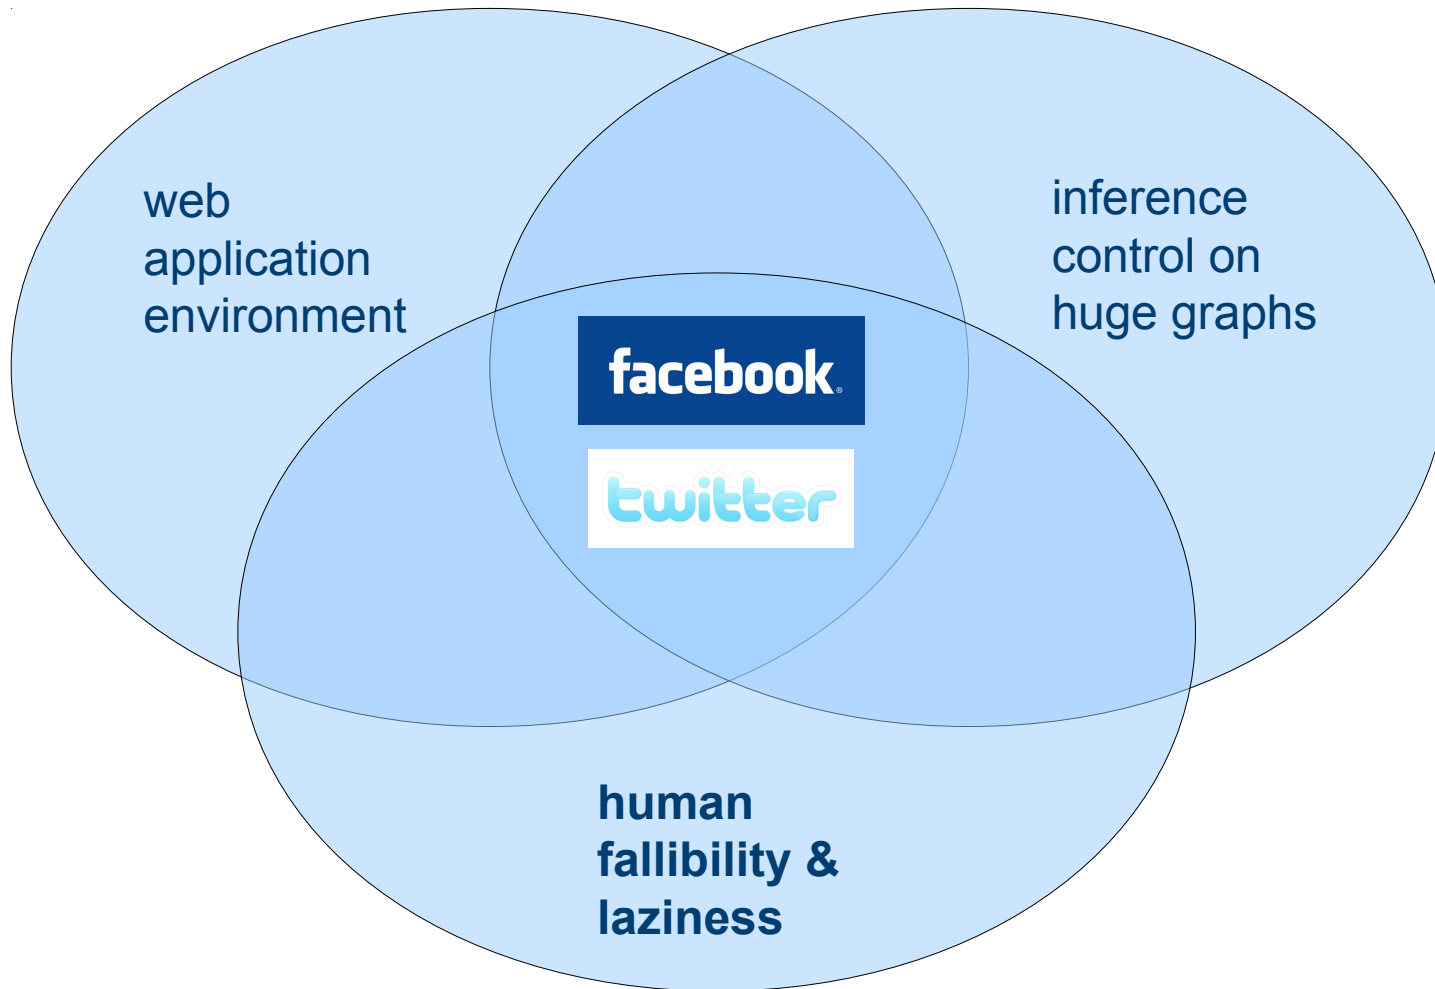 web
application
environment
inference
control on
huge graphs
facebook®
twitter
human
fallibility &
laziness